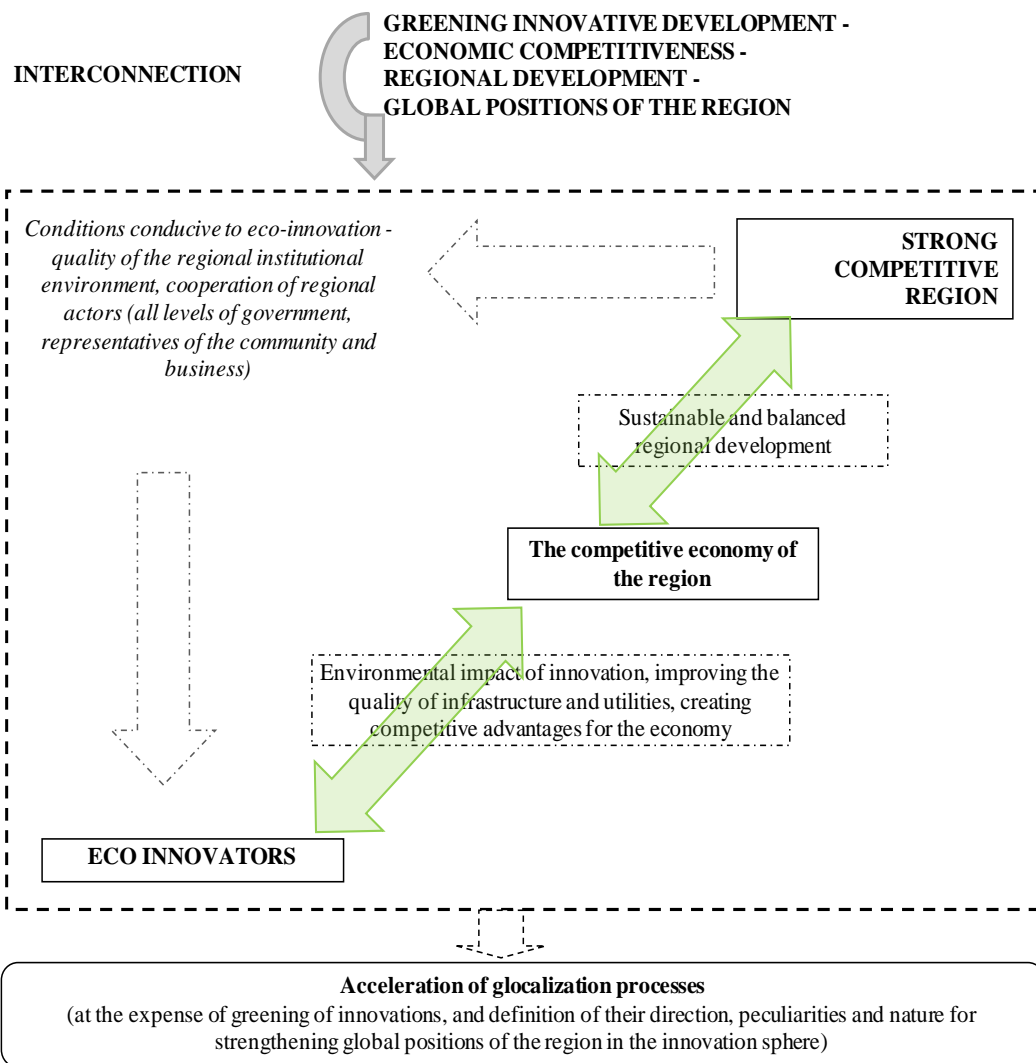 INTERCONNECTION
GREENING INNOVATIVE DEVELOPMENT -
ECONOMIC COMPETITIVENESS -
REGIONAL DEVELOPMENT -
GLOBAL POSITIONS OF THE REGION
Conditions conducive to eco-innovation -
quality of the regional institutional
environment, cooperation of regional
actors (all levels of government,
representatives of the community and
business)
STRONG
COMPETITIVE
REGION
Sustainable and balanced
regional development
The competitive economy of
the region
Environmental impact of innovation, improving the
quality of infrastructure and utilities, creating
competitive advantages for the economy
ECO INNOVATORS
Acceleration of glocalization processes
(at the expense of greening of innovations, and definition of their direction, peculiarities and nature for
strengthening global positions of the region in the innovation sphere)